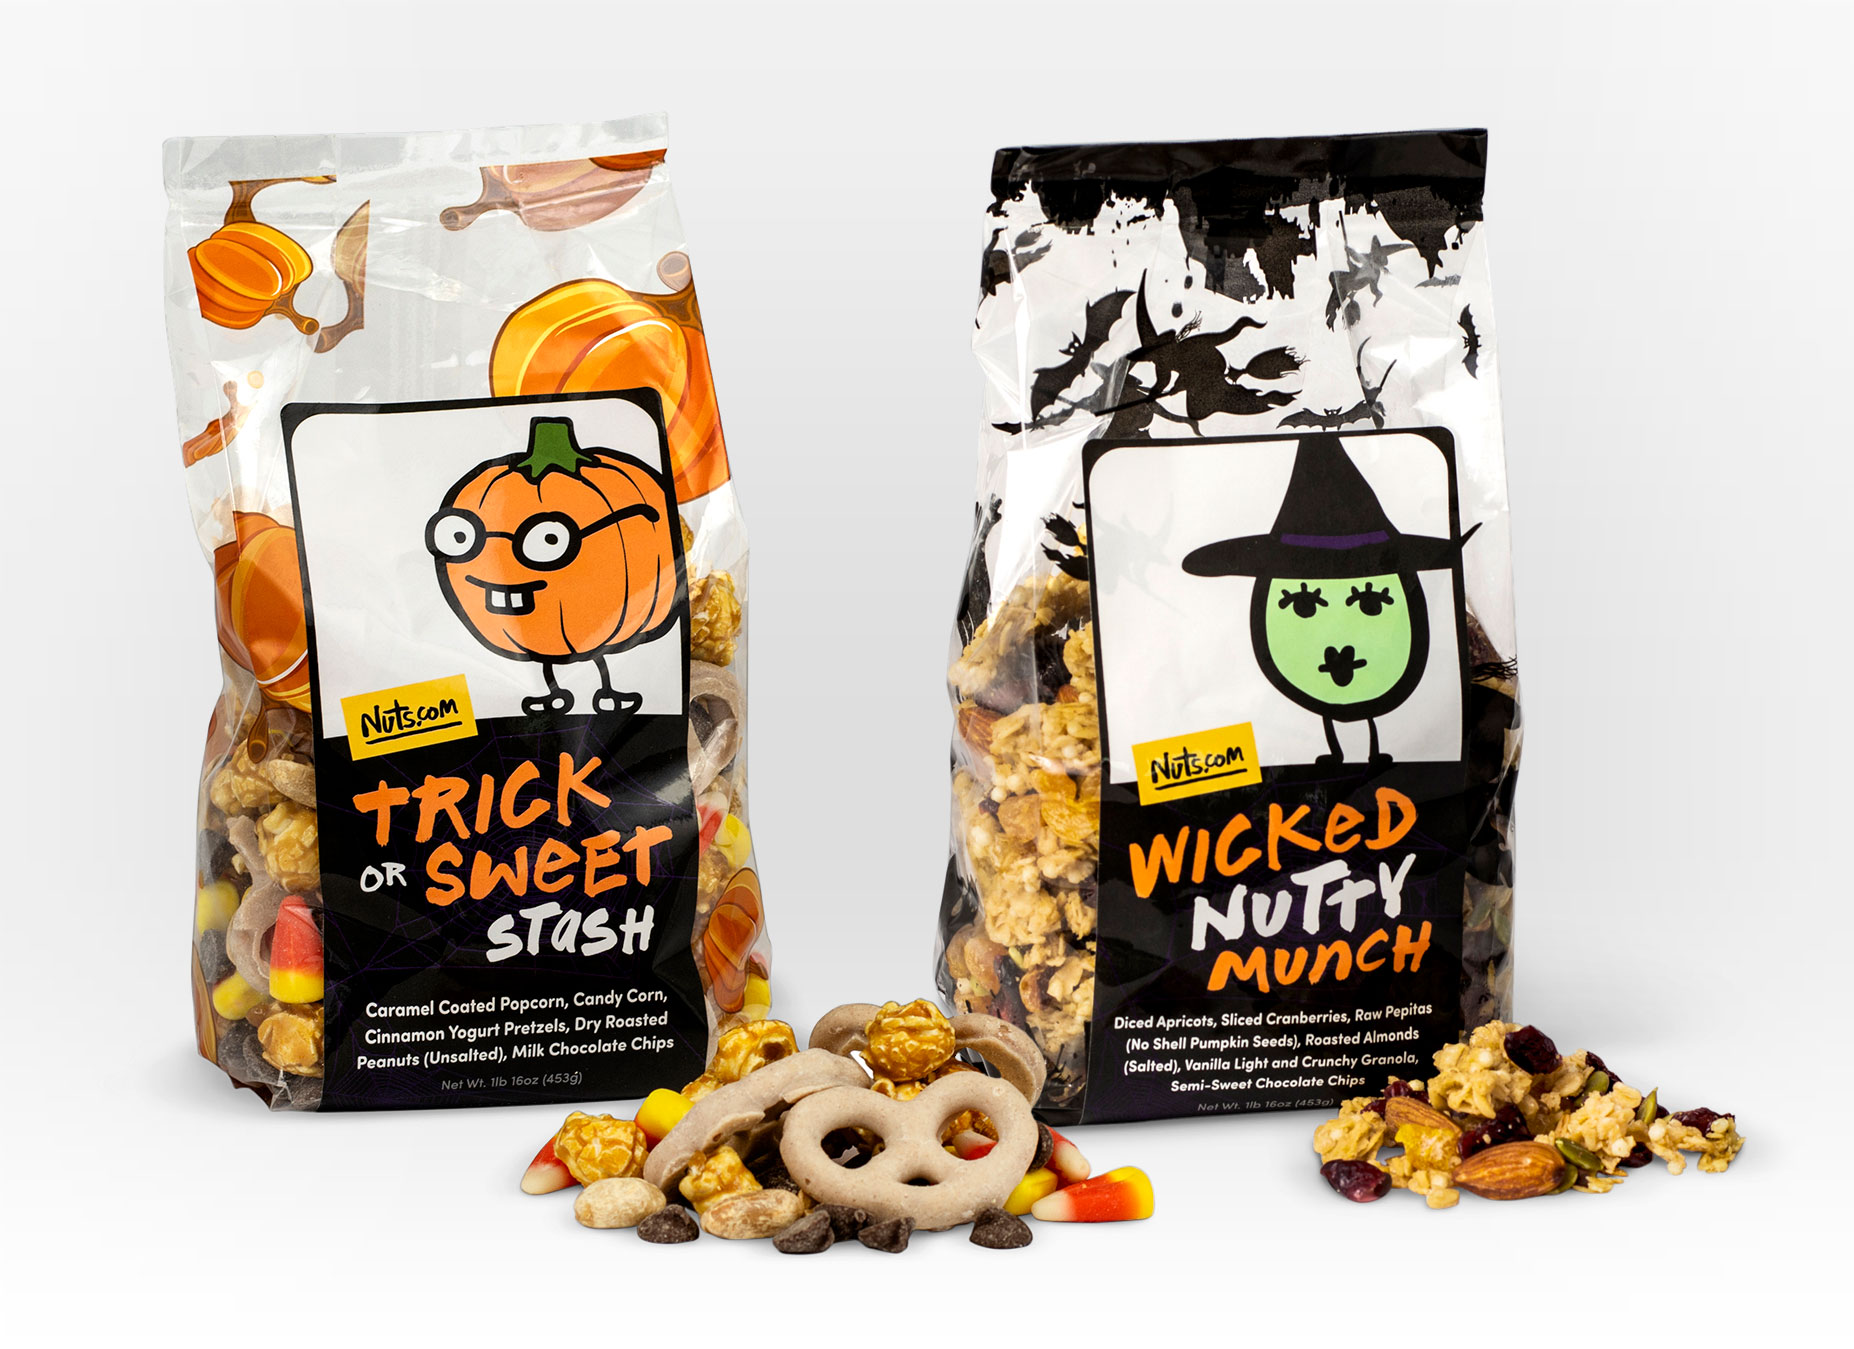 Nuts.com
TRICK
OR SWEET
STASH
Caramel Coated Popcorn, Candy Corn,
Cinnamon Yogurt Pretzels, Dry Roasted
Peanuts (Unsalted), Milk Chocolate Chips
Net Wt. 1lb 16oz (453g)
Nuts.com
WICKED
NUTTY
MUNCH
Diced Apricots, Sliced Cranberries, Raw Pepitas
(No Shell Pumpkin Seeds), Roasted Almonds
(Salted), Vanilla Light and Crunchy Granola,
Semi-Sweet Chocolate Chips
Net Wt. 1lb 16oz (453g)